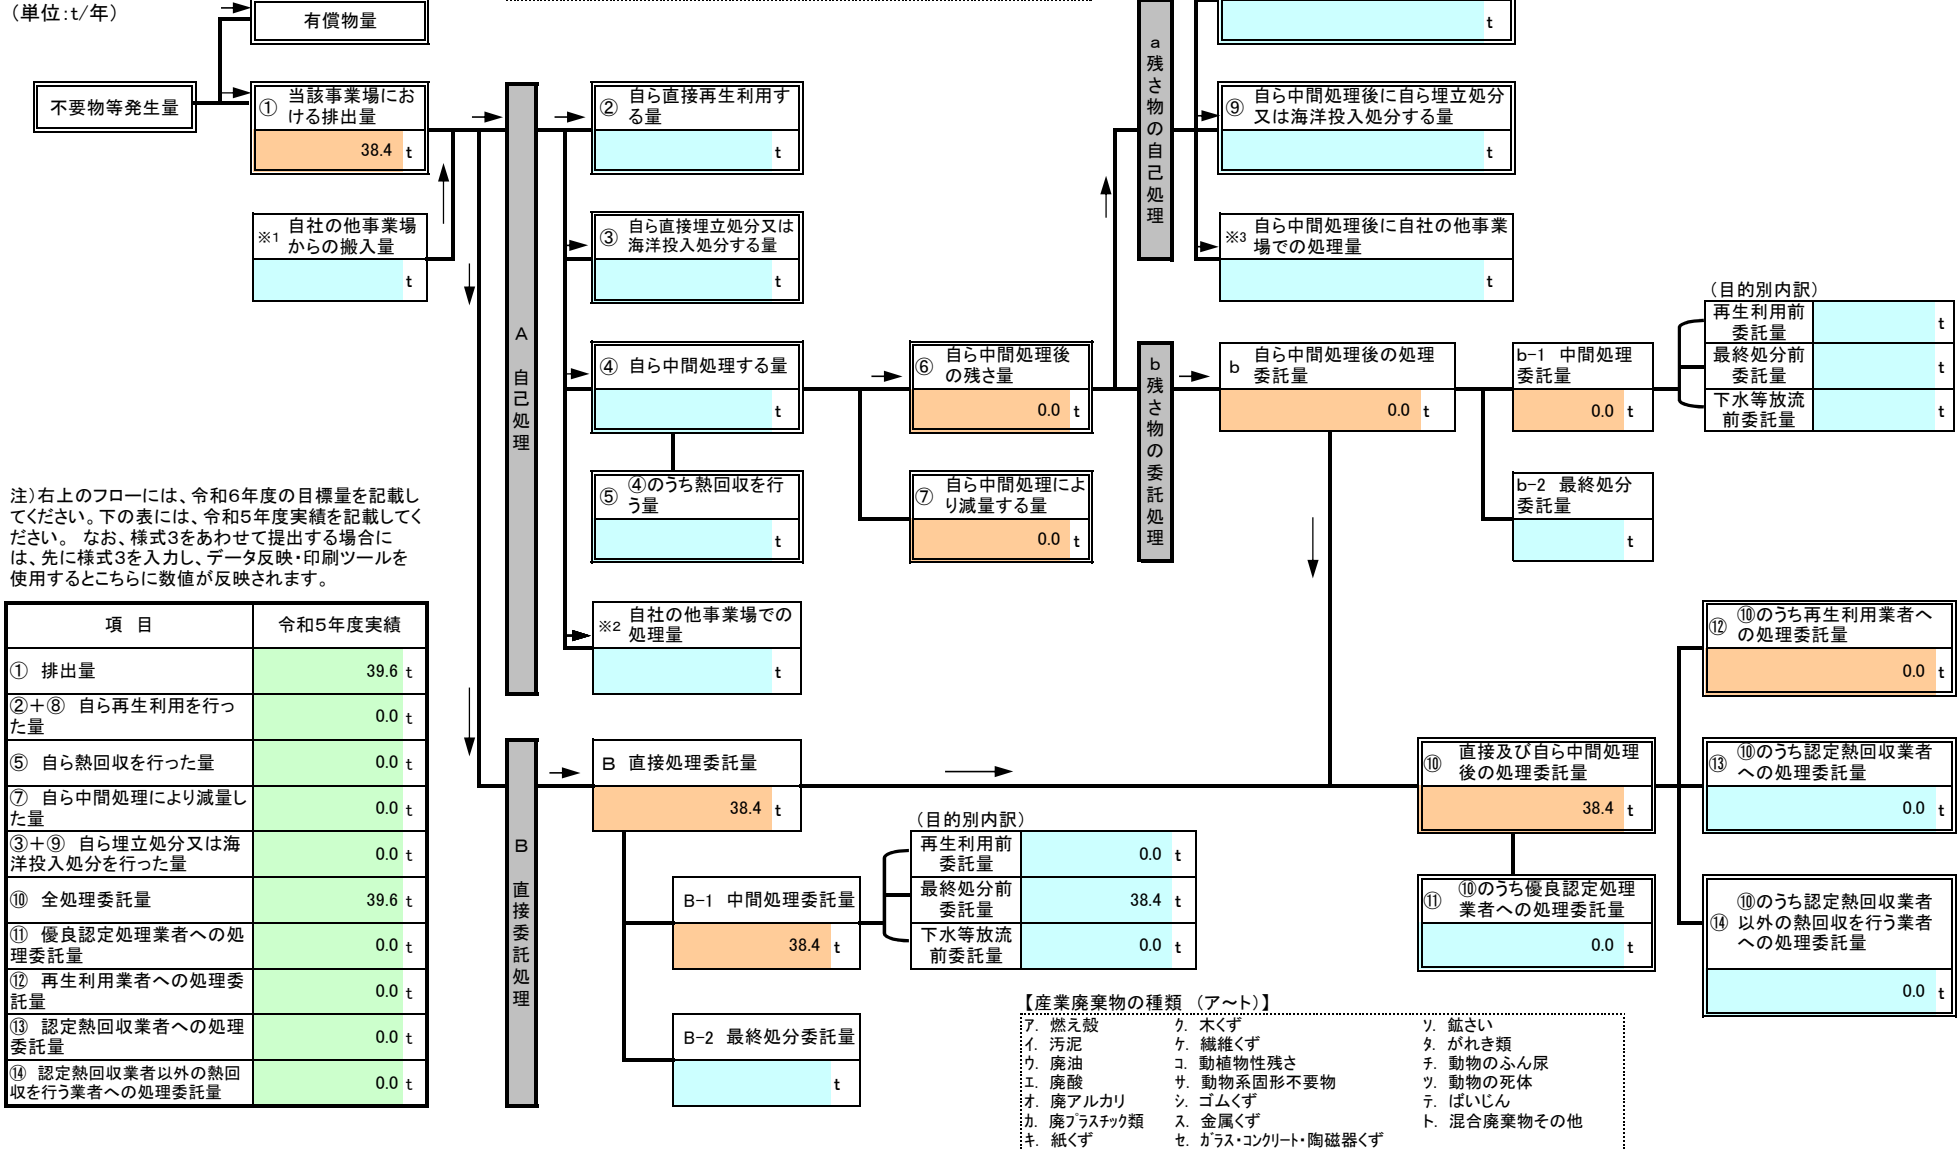 （単位:t/年）
有償物量
不要物等発生量
① 当該事業場にお
ける排出量
38.4 t
※1 自社の他事業場
からの搬入量
t
A 自己処理
② 自ら直接再生利用す
る量
t
③ 自ら直接埋立処分又は
海洋投入処分する量
t
④ 自ら中間処理する量
t
⑤ ④のうち熱回収を行
う量
t
※2 自社の他事業場での
処理量
t
⑥ 自ら中間処理後
の残さ量
0.0 t
⑦ 自ら中間処理によ
り減量する量
0.0 t
a 残さ物の自己処理
t
⑨ 自ら中間処理後に自ら埋立処分
又は海洋投入処分する量
t
※3 自ら中間処理後に自社の他事業
場での処理量
t
b 残さ物の委託処理
b 自ら中間処理後の処理
委託量
0.0 t
b-1 中間処理
委託量
0.0 t
b-2 最終処分
委託量
t
（目的別内訳）
再生利用前
委託量
t
最終処分前
委託量
t
下水等放流
前委託量
t
注）右上のフローには、令和６年度の目標量を記載し
てください。下の表には、令和５年度実績を記載してく
ださい。 なお、様式３をあわせて提出する場合に
は、先に様式３を入力し、データ反映・印刷ツールを
使用するとこちらに数値が反映されます。
項 目 令和５年度実績
① 排出量 39.6 t
②＋⑧ 自ら再生利用を行っ
た量 0.0 t
⑤ 自ら熱回収を行った量 0.0 t
⑦ 自ら中間処理により減量し
た量 0.0 t
③＋⑨ 自ら埋立処分又は海
洋投入処分を行った量 0.0 t
⑩ 全処理委託量 39.6 t
⑪ 優良認定処理業者への処
理委託量 0.0 t
⑫ 再生利用業者への処理委
託量 0.0 t
⑬ 認定熱回収業者への処理
委託量 0.0 t
⑭ 認定熱回収業者以外の熱回
収を行う業者への処理委託量 0.0 t
B 直接委託処理
B 直接処理委託量
38.4 t
B-1 中間処理委託量
38.4 t
B-2 最終処分委託量
t
（目的別内訳）
再生利用前
委託量
0.0 t
最終処分前
委託量
38.4 t
下水等放流
前委託量
0.0 t
⑩ 直接及び自ら中間処理
後の処理委託量
38.4 t
⑪ ⑩のうち優良認定処理
業者への処理委託量
0.0 t
⑫ ⑩のうち再生利用業者へ
の処理委託量
0.0 t
⑬ ⑩のうち認定熱回収業者
への処理委託量
0.0 t
⑭ ⑩のうち認定熱回収業者
以外の熱回収を行う業者
への処理委託量
0.0 t
【産業廃棄物の種類 （ア～ト）】
ｱ. 燃え殻 ｸ. 木くず ｿ. 鉱さい
ｲ. 汚泥 ｹ. 繊維くず ﾀ. がれき類
ｳ. 廃油 ｺ. 動植物性残さ ﾁ. 動物のふん尿
ｴ. 廃酸 ｻ. 動物系固形不要物 ﾂ. 動物の死体
ｵ. 廃アルカリ ｼ. ゴムくず ﾃ. ばいじん
ｶ. 廃ﾌﾟﾗｽﾁｯｸ類 ｽ. 金属くず ﾄ. 混合廃棄物その他
ｷ. 紙くず ｾ. ｶﾞﾗｽ・ｺﾝｸﾘｰﾄ・陶磁器くず